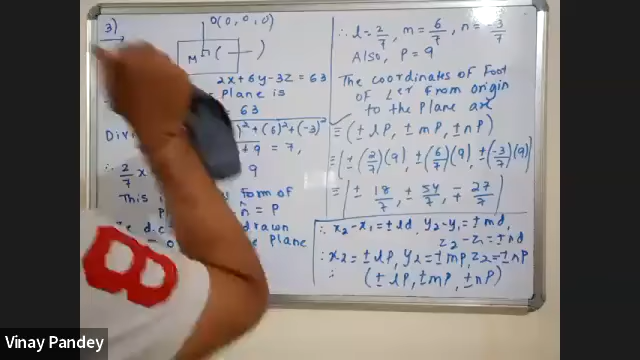 3)
O(0,0,0)
M
2x+6y-3z=63
Plane is
= 63
)²+(6)²+(-3)²
+9 = 7,
2/7 x
9
This
form of
n̂ = P
d.c
drawn
Plane
∴ l=2/7, m=6/7, n=-3/7
Also, P=9
The coordinates of Foot
of Ler from origin
to the Plane are
≡ (±lP, ±mP, ±nP)
≡ (±(2/7)(9), ±(6/7)(9), ±(-3/7)(9))
≡ (± 18/7, ± 54/7, ∓ 27/7)
∴ x₂-x₁=±ld, y₂-y₁=±md,
z₂-z₁=±nd
∴ x₂=±lP, y₂=±mP, z₂=±nP
∴ (±lP, ±mP, ±nP)
8
Vinay Pandey